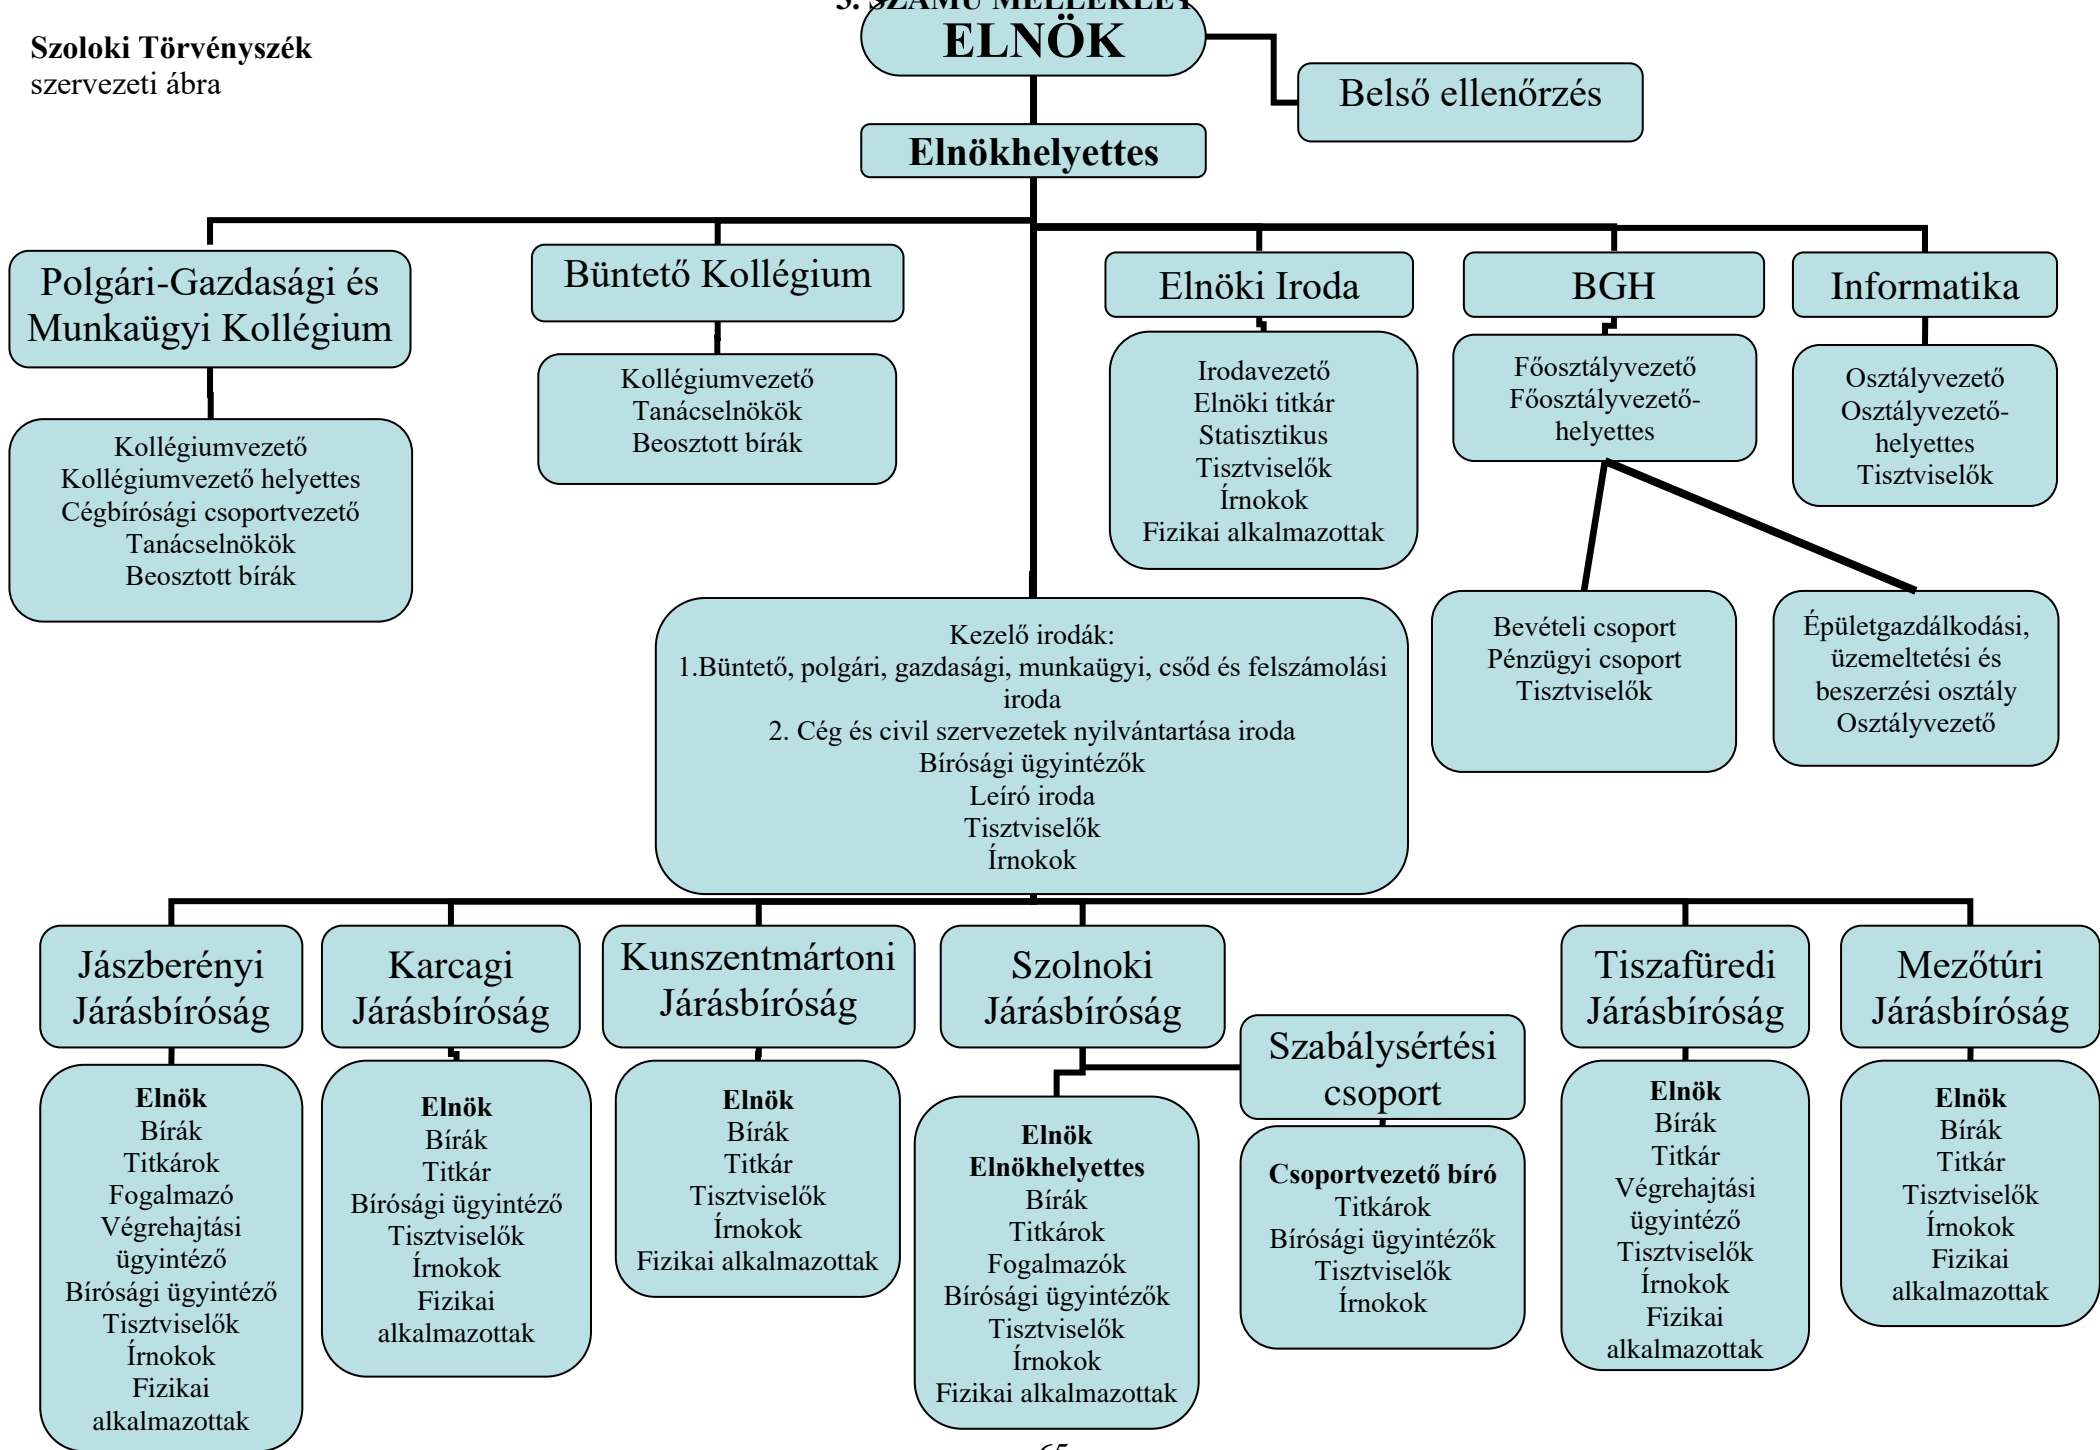 3. SZÁMÚ MELLÉKLET
Szoloki Törvényszék
szervezeti ábra
ELNÖK
Belső ellenőrzés
Elnökhelyettes
Polgári-Gazdasági és
Munkaügyi Kollégium
Büntető Kollégium
Elnöki Iroda
BGH
Informatika
Kollégiumvezető
Kollégiumvezető helyettes
Cégbírósági csoportvezető
Tanácselnökök
Beosztott bírák
Kollégiumvezető
Tanácselnökök
Beosztott bírák
Irodavezető
Elnöki titkár
Statisztikus
Tisztviselők
Írnokok
Fizikai alkalmazottak
Főosztályvezető
Főosztályvezető-
helyettes
Osztályvezető
Osztályvezető-
helyettes
Tisztviselők
Kezelő irodák:
1.Büntető, polgári, gazdasági, munkaügyi, csőd és felszámolási
iroda
2. Cég és civil szervezetek nyilvántartása iroda
Bírósági ügyintézők
Leíró iroda
Tisztviselők
Írnokok
Bevételi csoport
Pénzügyi csoport
Tisztviselők
Épületgazdálkodási,
üzemeltetési és
beszerzési osztály
Osztályvezető
Jászberényi
Járásbíróság
Karcagi
Járásbíróság
Kunszentmártoni
Járásbíróság
Szolnoki
Járásbíróság
Szabálysértési
csoport
Tiszafüredi
Járásbíróság
Mezőtúri
Járásbíróság
Elnök
Bírák
Titkárok
Fogalmazó
Végrehajtási
ügyintéző
Bírósági ügyintéző
Tisztviselők
Írnokok
Fizikai
alkalmazottak
Elnök
Bírák
Titkár
Bírósági ügyintéző
Tisztviselők
Írnokok
Fizikai
alkalmazottak
Elnök
Bírák
Titkár
Tisztviselők
Írnokok
Fizikai alkalmazottak
Elnök
Elnökhelyettes
Bírák
Titkárok
Fogalmazók
Bírósági ügyintézők
Tisztviselők
Írnokok
Fizikai alkalmazottak
Csoportvezető bíró
Titkárok
Bírósági ügyintézők
Tisztviselők
Írnokok
Elnök
Bírák
Titkár
Végrehajtási
ügyintéző
Tisztviselők
Írnokok
Fizikai
alkalmazottak
Elnök
Bírák
Titkár
Tisztviselők
Írnokok
Fizikai
alkalmazottak
65